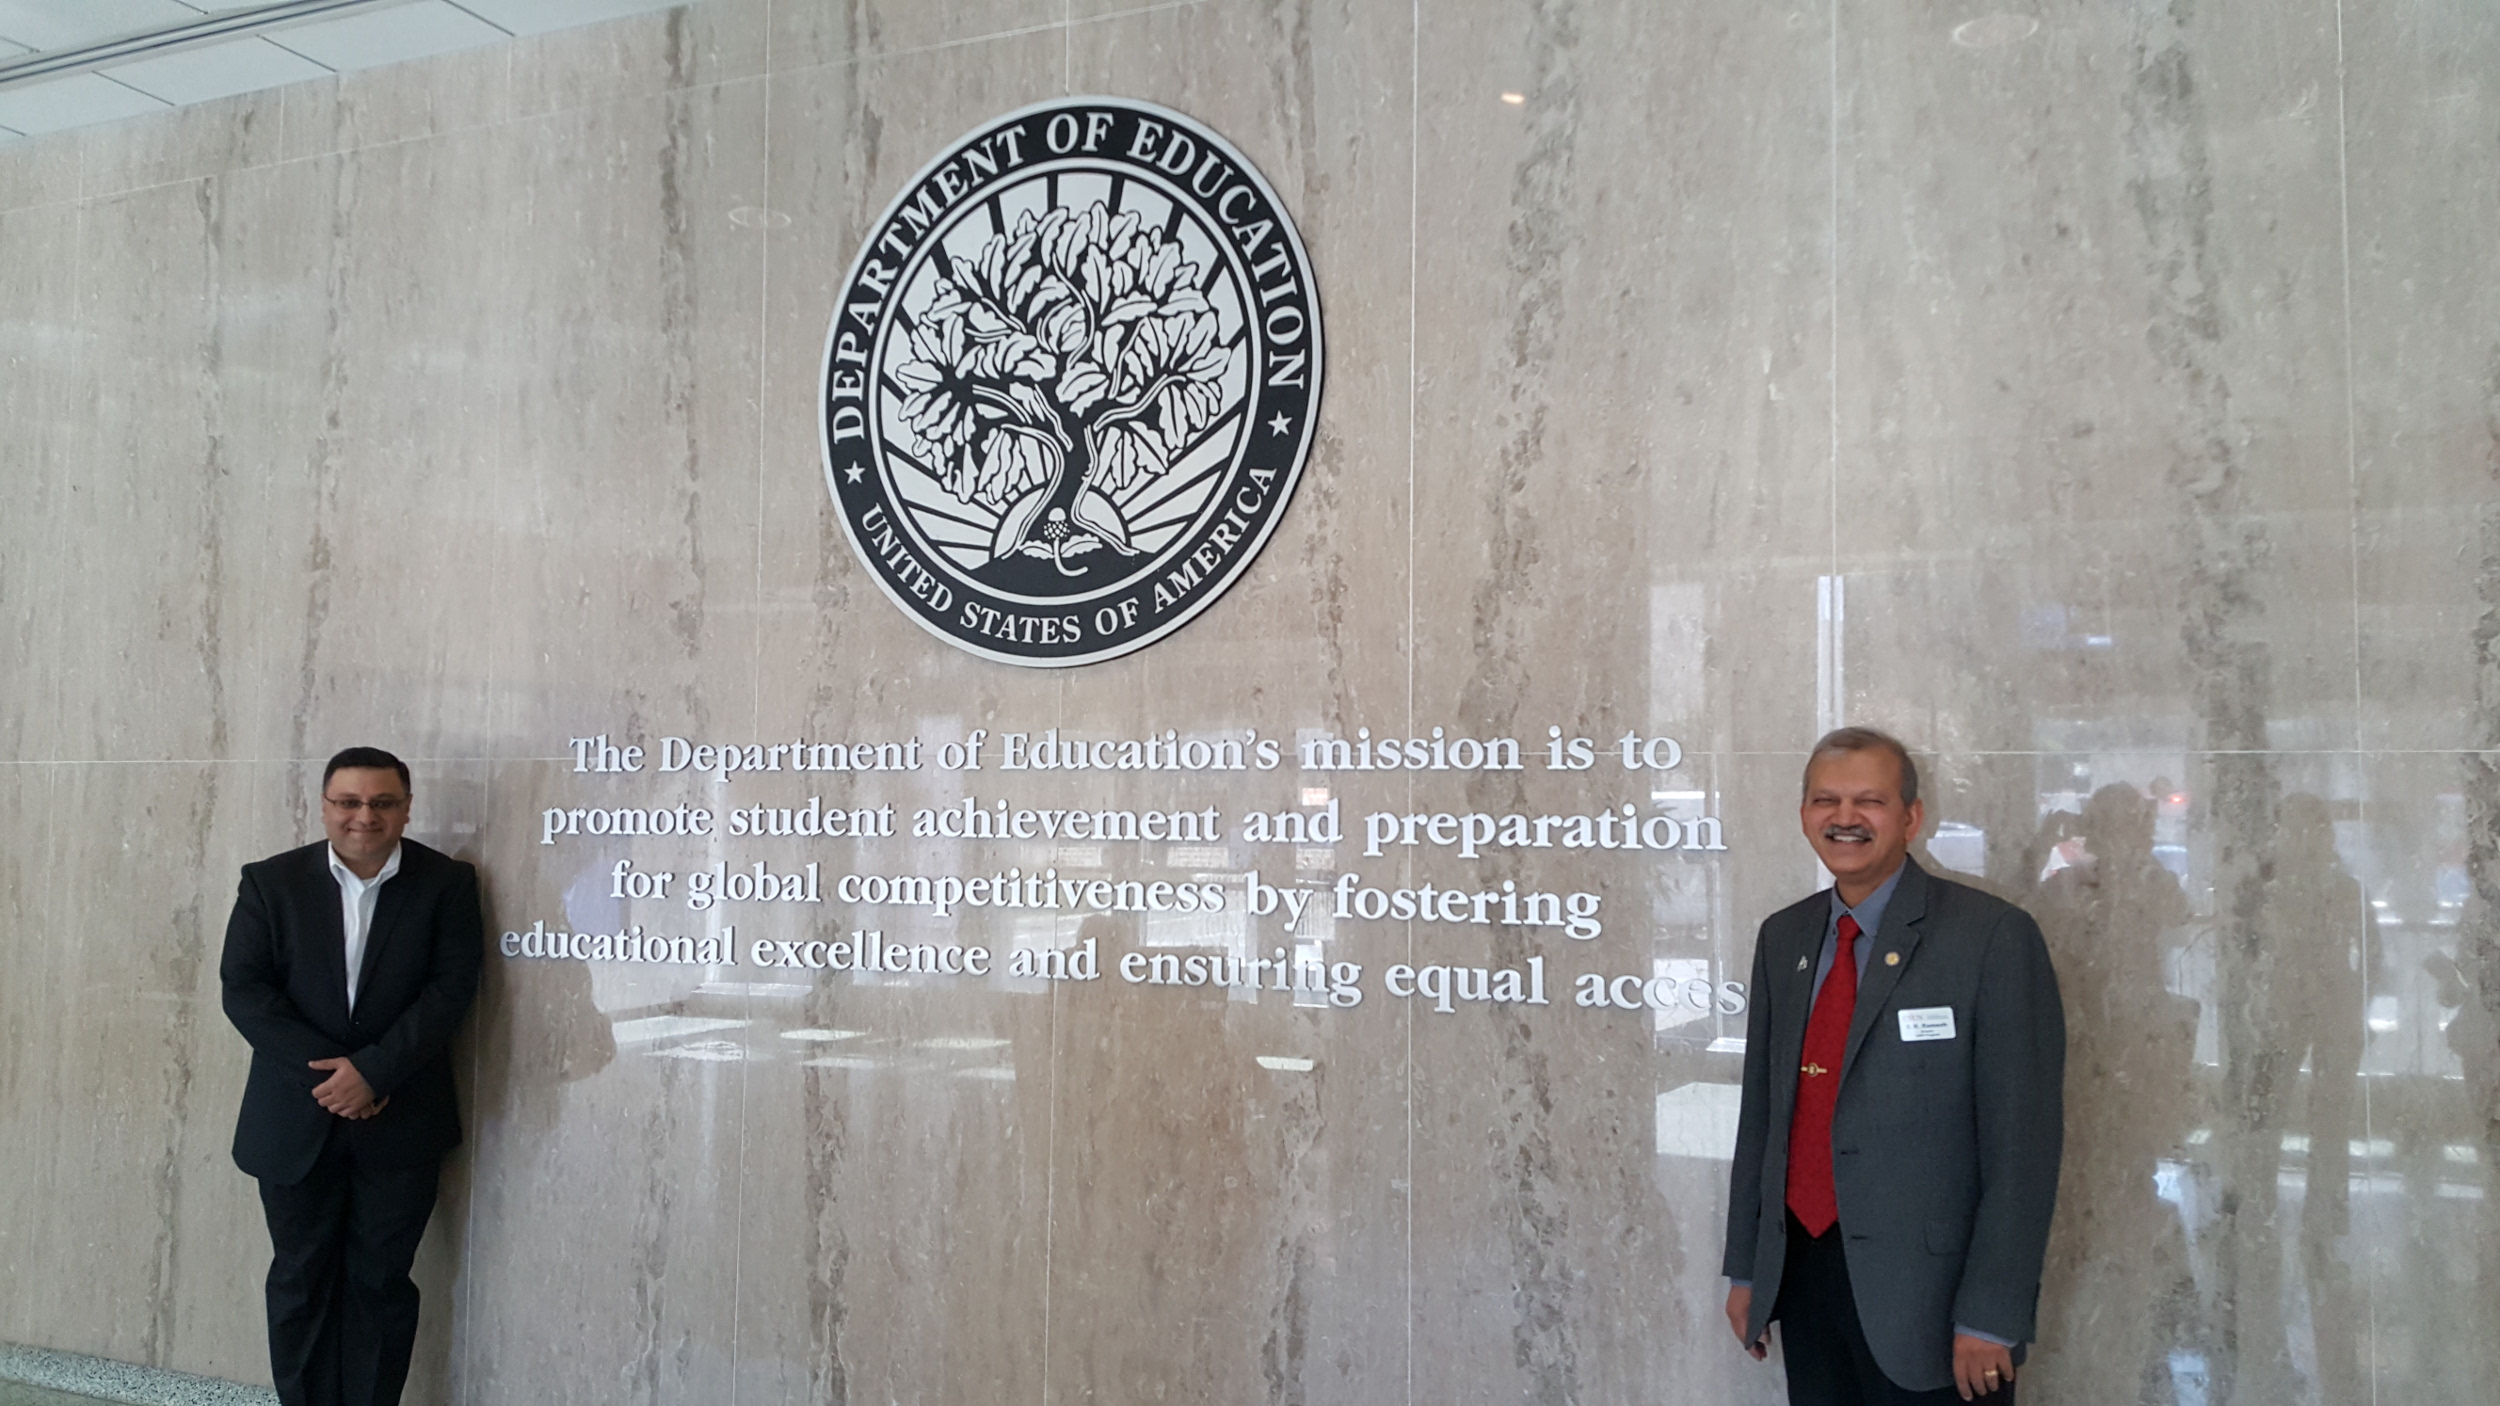 DEPARTMENT OF EDUCATION
UNITED STATES OF AMERICA
The Department of Education's mission is to
promote student achievement and preparation
for global competitiveness by fostering
educational excellence and ensuring equal acces